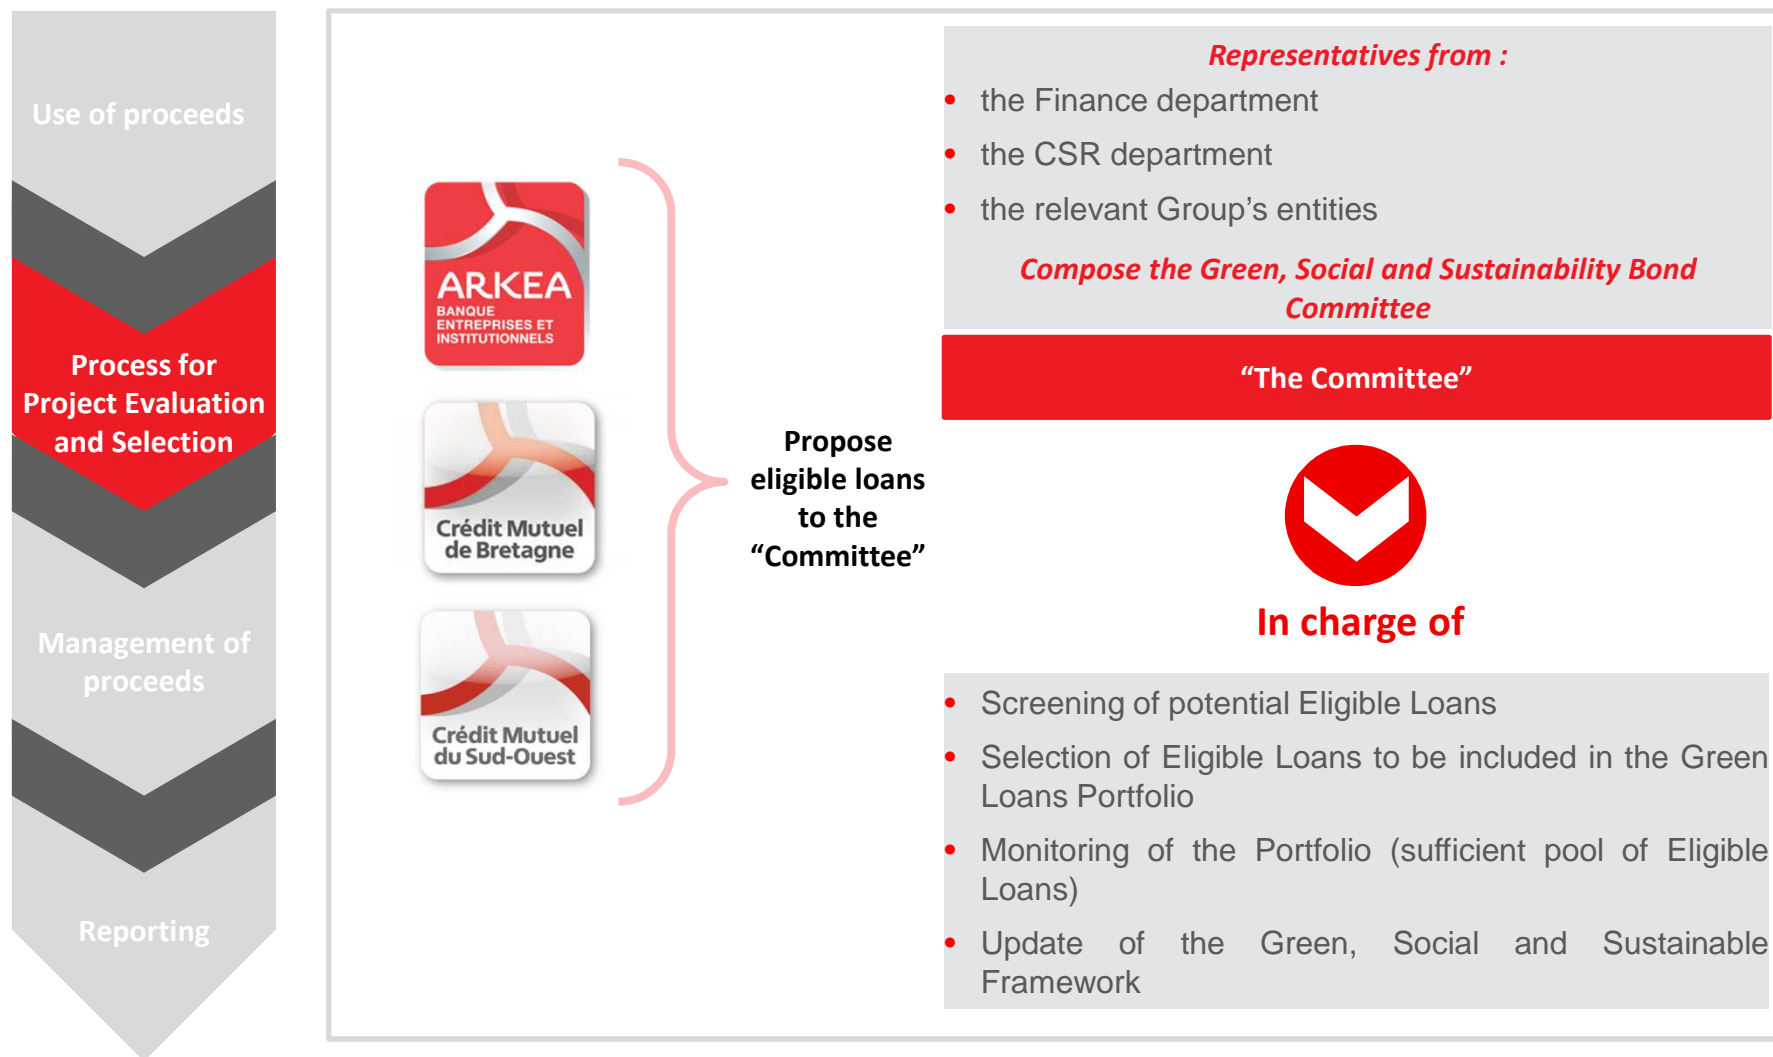 Use of proceeds
Process for
Project Evaluation
and Selection
Management of
proceeds
Reporting
ARKEA
BANQUE
ENTREPRISES ET
INSTITUTIONNELS
Crédit Mutuel
de Bretagne
Crédit Mutuel
du Sud-Ouest
Propose
eligible loans
to the
“Committee”
Representatives from :
• the Finance department
• the CSR department
• the relevant Group’s entities
Compose the Green, Social and Sustainability Bond
Committee
“The Committee”
In charge of
• Screening of potential Eligible Loans
• Selection of Eligible Loans to be included in the Green
Loans Portfolio
• Monitoring of the Portfolio (sufficient pool of Eligible
Loans)
• Update of the Green, Social and Sustainable
Framework